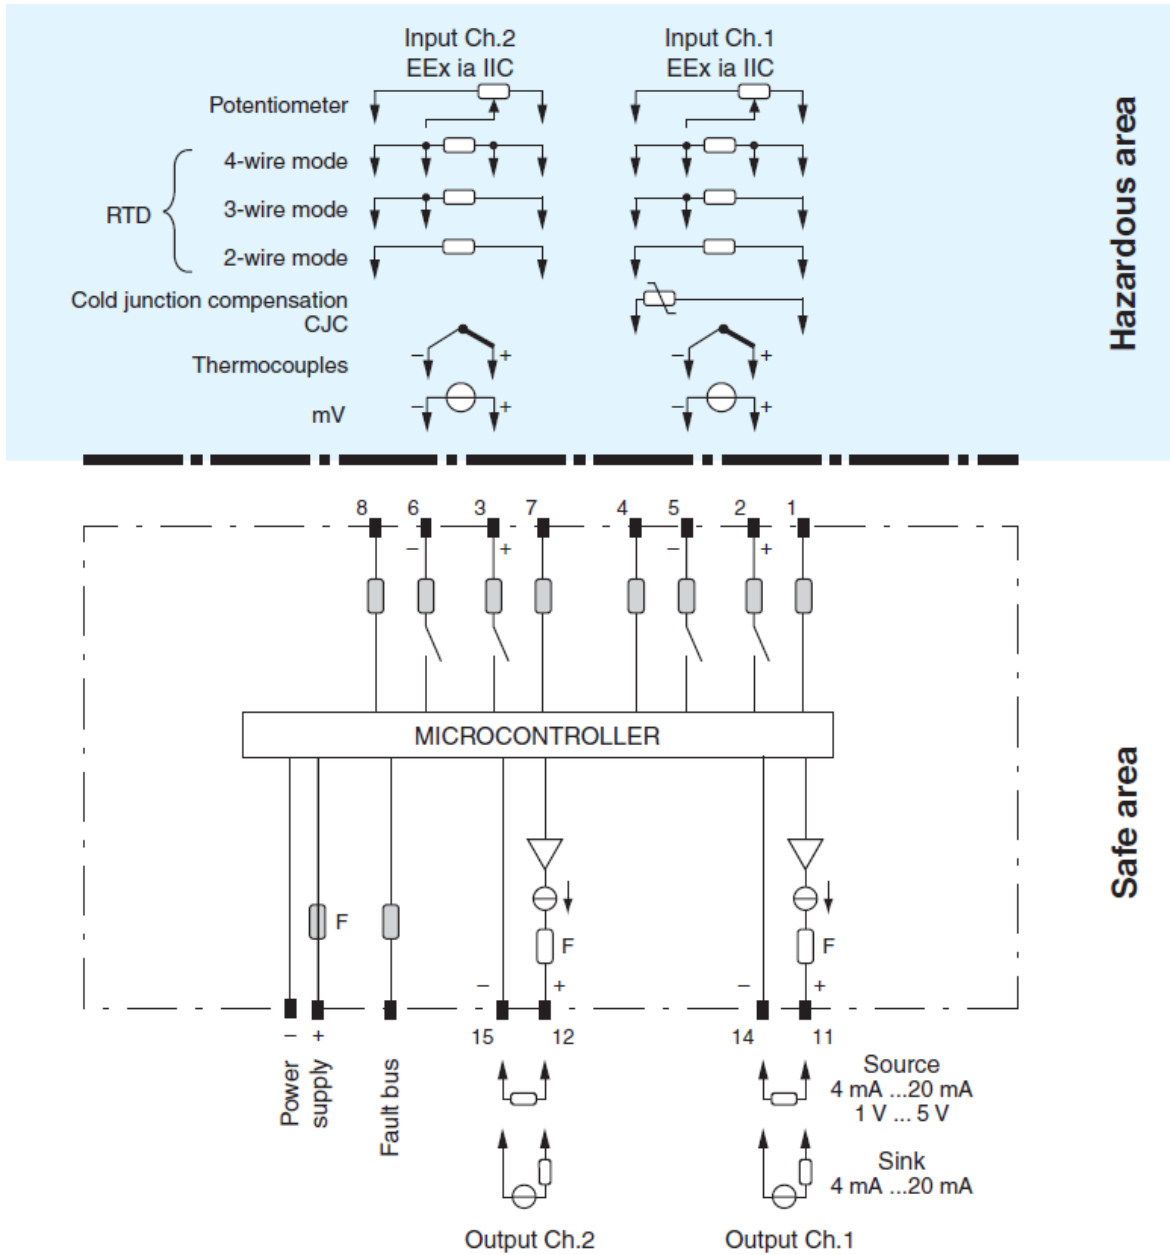 Input Ch.2
EEx ia IIC
Input Ch.1
EEx ia IIC
Potentiometer
4-wire mode
RTD
3-wire mode
2-wire mode
Cold junction compensation
CJC
Thermocouples
– +
– +
mV
– +
– +
Hazardous area
8 6 3 7 4 5 2 1
– + – +
MICROCONTROLLER
Safe area
F
F
F
– + – +
– + 15 12 14 11
Power
supply
Fault bus
Source
4 mA ...20 mA
1 V ... 5 V
Sink
4 mA ...20 mA
Output Ch.2
Output Ch.1